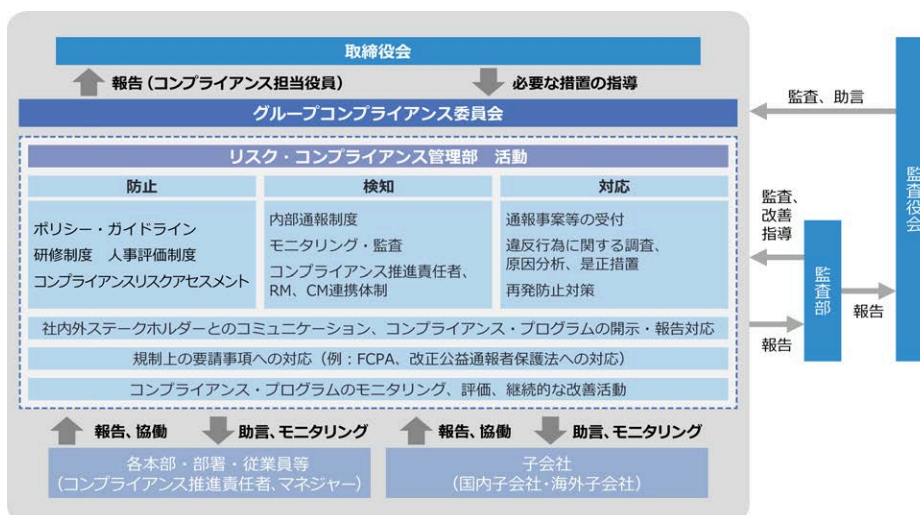 取締役会
報告(コンプライアンス担当役員)
必要な措置の指導
グループコンプライアンス委員会
リスク・コンプライアンス管理部　活動
防止
ポリシー・ガイドライン
研修制度　人事評価制度
コンプライアンスリスクアセスメント
検知
内部通報制度
モニタリング・監査
コンプライアンス推進責任者、
RM、CM連携体制
対応
通報事案等の受付
違反行為に関する調査、
原因分析、是正措置
再発防止対策
社内外ステークホルダーとのコミュニケーション、コンプライアンス・プログラムの開示・報告対応
規制上の要請事項への対応（例：FCPA、改正公益通報者保護法への対応）
コンプライアンス・プログラムのモニタリング、評価、継続的な改善活動
報告、協働
助言、モニタリング
報告、協働
助言、モニタリング
各本部・部署・従業員等
(コンプライアンス推進責任者、マネジャー)
子会社
(国内子会社・海外子会社)
監査、助言
監査、
改善
指導
報告
監査部
報告
監査役会